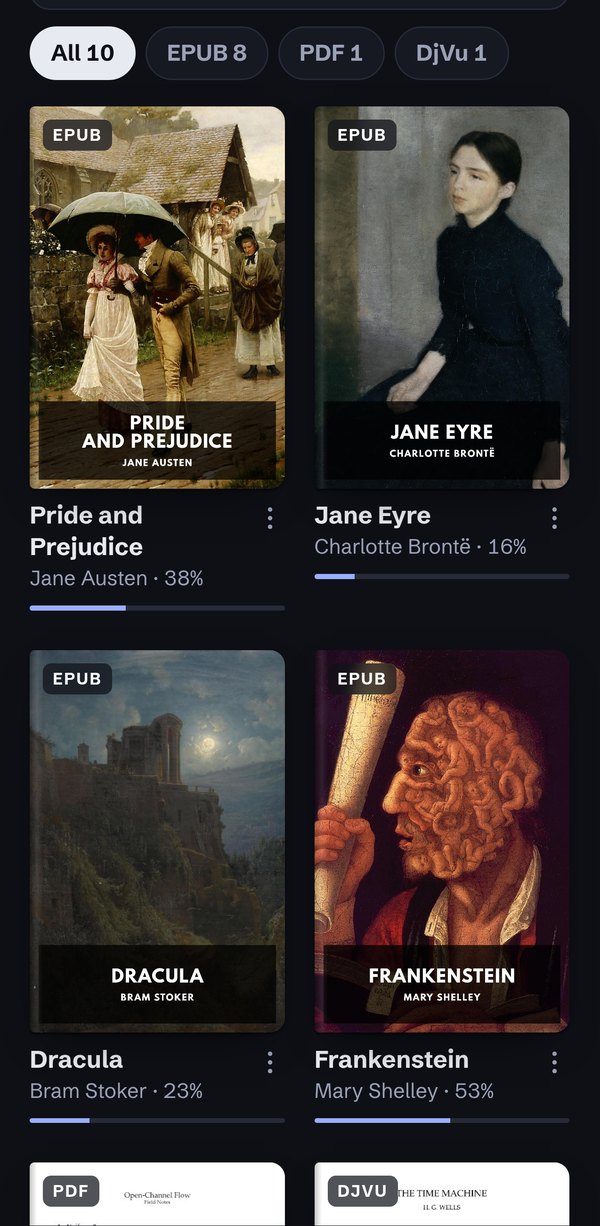 All 10
EPUB 8
PDF 1
DjVu 1
EPUB
PRIDE
AND PREJUDICE
JANE AUSTEN
Pride and
Prejudice
Jane Austen · 38%
EPUB
JANE EYRE
CHARLOTTE BRONTË
Jane Eyre
Charlotte Brontë · 16%
EPUB
DRACULA
BRAM STOKER
Dracula
Bram Stoker · 23%
EPUB
FRANKENSTEIN
MARY SHELLEY
Frankenstein
Mary Shelley · 53%
PDF
Open-Channel Flow
Field Notes
DJVU
THE TIME MACHINE
H. G. WELLS